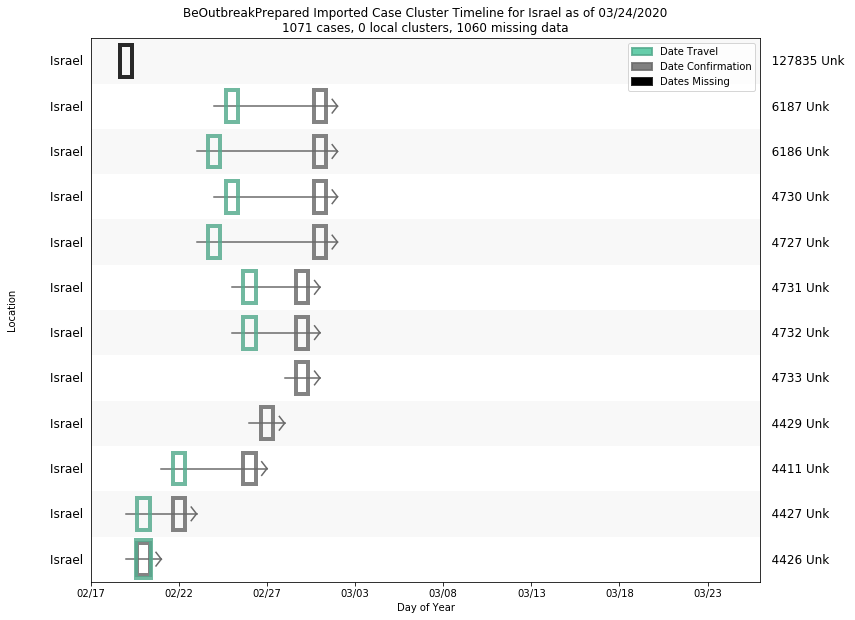 BeOutbreakPrepared Imported Case Cluster Timeline for Israel as of 03/24/2020
1071 cases, 0 local clusters, 1060 missing data
Date Travel
Date Confirmation
Dates Missing
Israel 127835 Unk
Israel 6187 Unk
Israel 6186 Unk
Israel 4730 Unk
Israel 4727 Unk
Israel 4731 Unk
Israel 4732 Unk
Israel 4733 Unk
Israel 4429 Unk
Israel 4411 Unk
Israel 4427 Unk
Israel 4426 Unk
Location
02/17 02/22 02/27 03/03 03/08 03/13 03/18 03/23
Day of Year